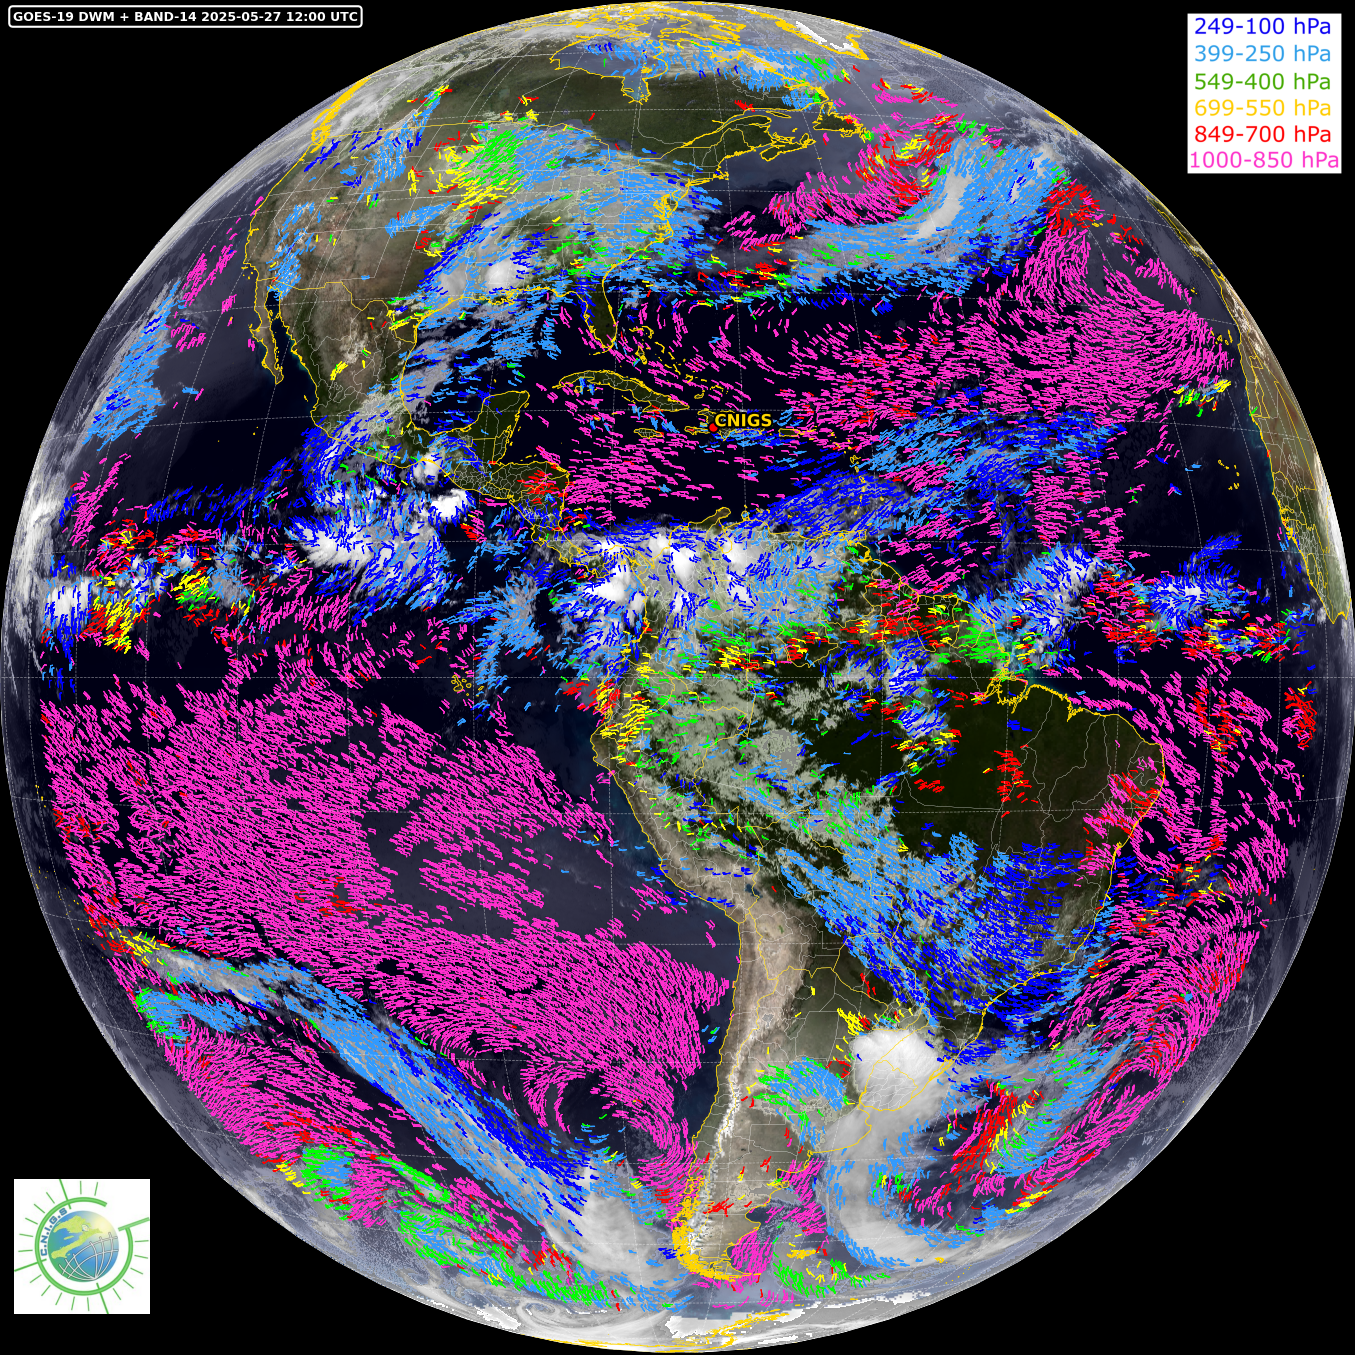 GOES-19 DWM + BAND-14 2025-05-27 12:00 UTC
249-100 hPa
399-250 hPa
549-400 hPa
699-550 hPa
849-700 hPa
1000-850 hPa
CNIGS
C.N.I.G.S